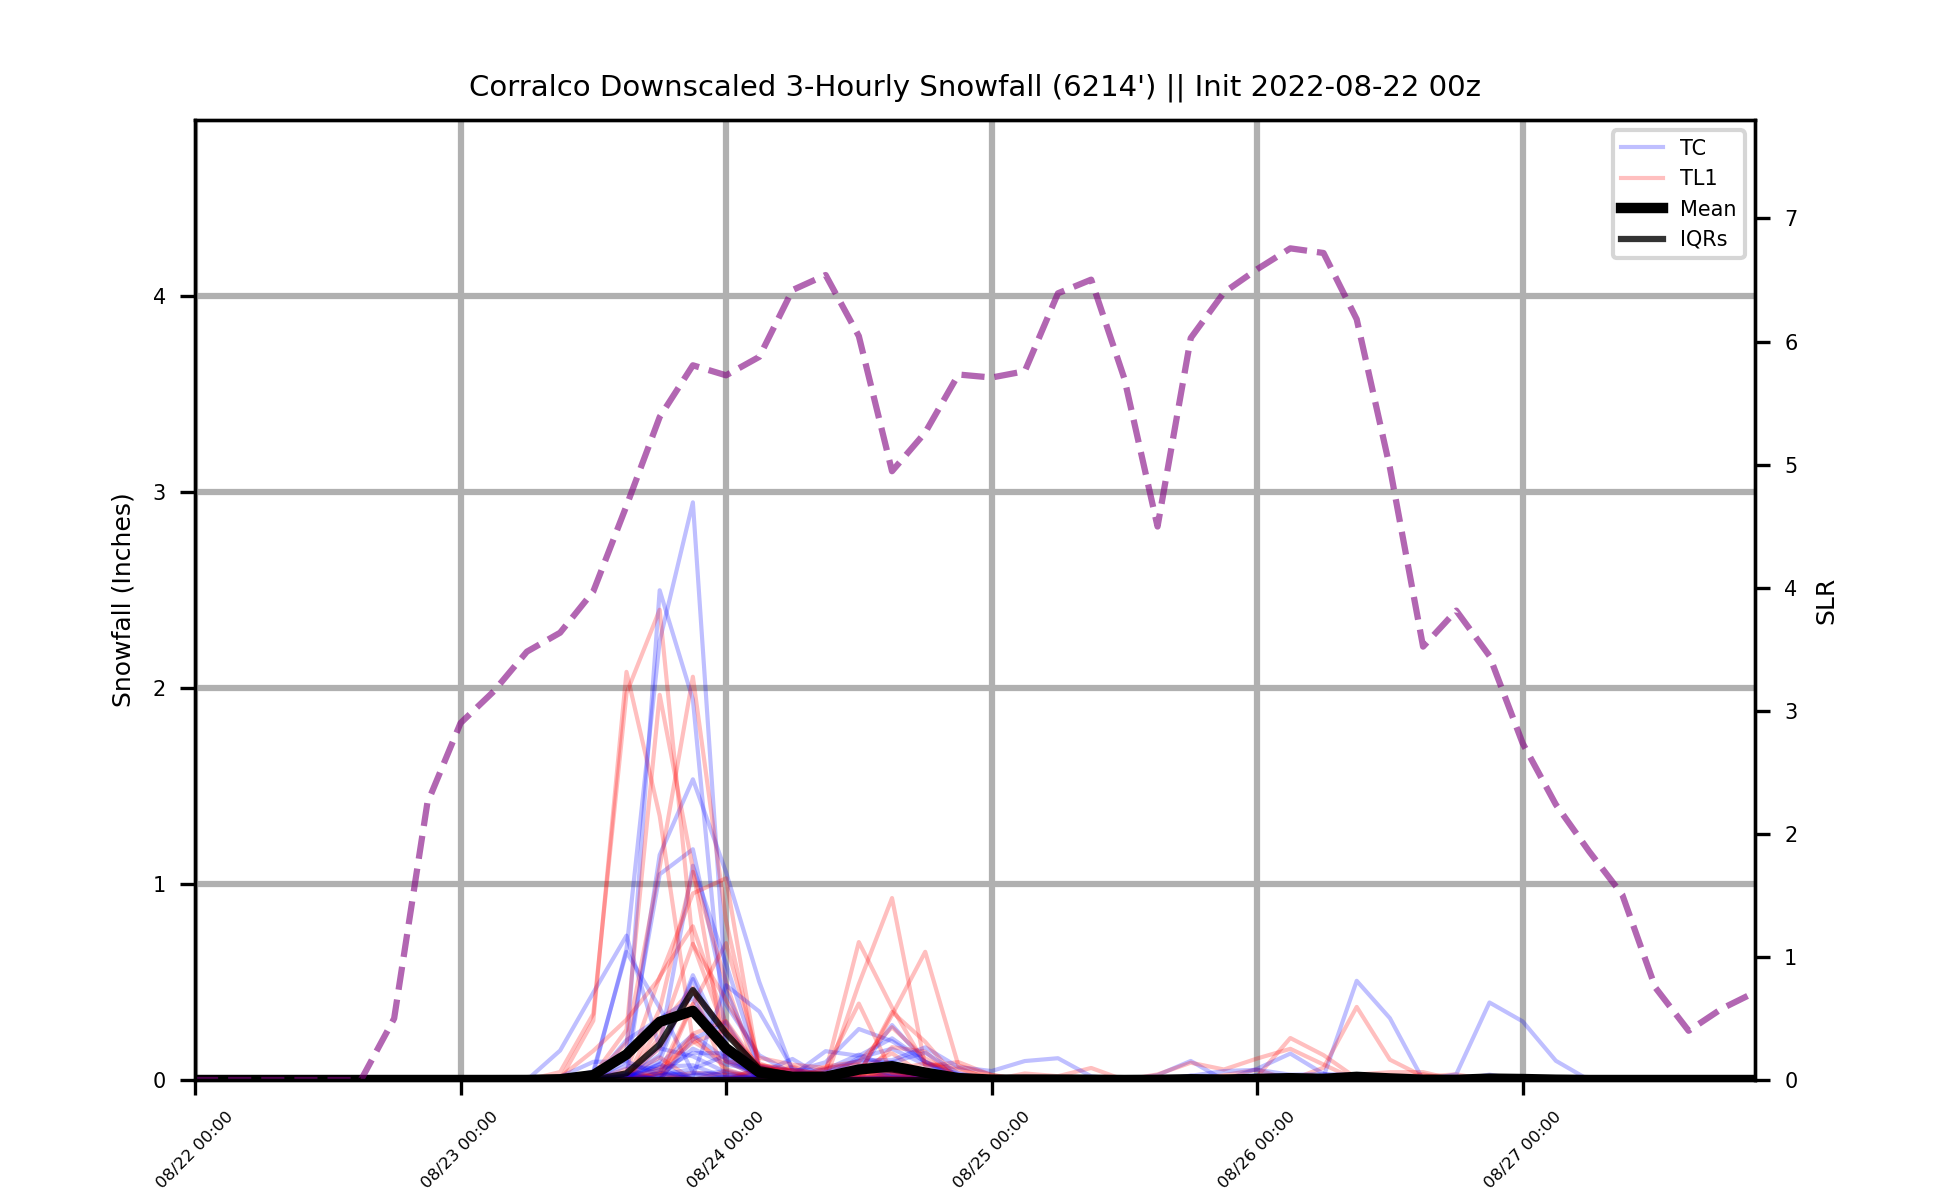 Corralco Downscaled 3-Hourly Snowfall (6214') || Init 2022-08-22 00z
TC
TL1
Mean
IQRs
Snowfall (Inches)
4
3
2
1
0
SLR
7
6
5
4
3
2
1
0
08/22 00:00
08/23 00:00
08/24 00:00
08/25 00:00
08/26 00:00
08/27 00:00